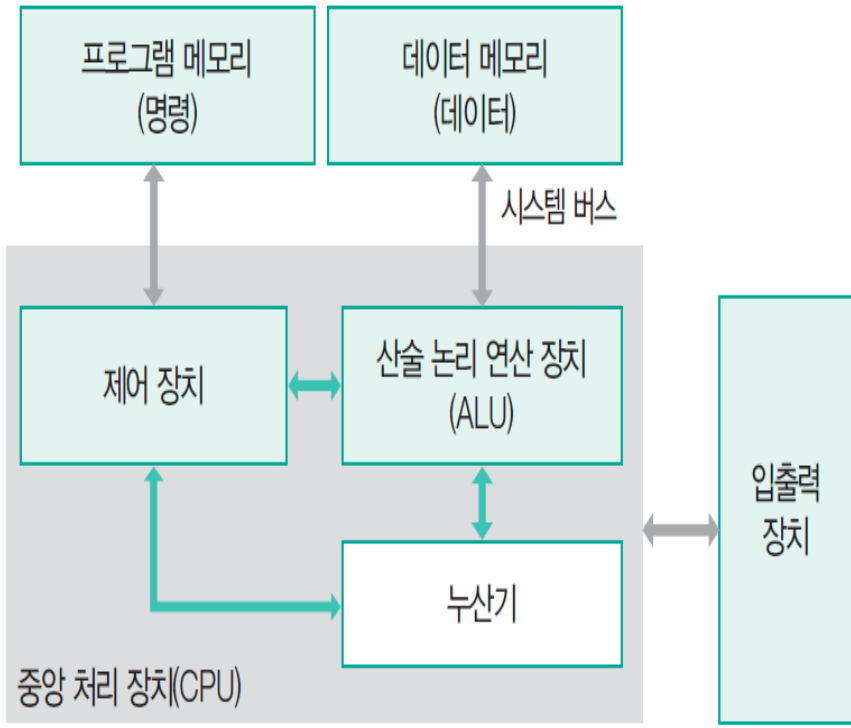 프로그램 메모리
(명령)
데이터 메모리
(데이터)
시스템 버스
제어 장치
산술 논리 연산 장치
(ALU)
누산기
입출력
장치
중앙 처리 장치(CPU)